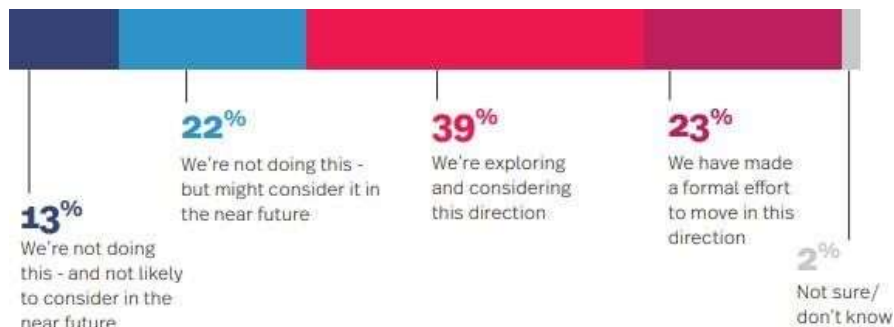 22%
We're not doing this -
but might consider it in
the near future
39%
We're exploring
and considering
this direction
23%
We have made
a formal effort
to move in this
direction
13%
We're not doing
this - and not likely
to consider in the
near future
2%
Not sure/
don't know